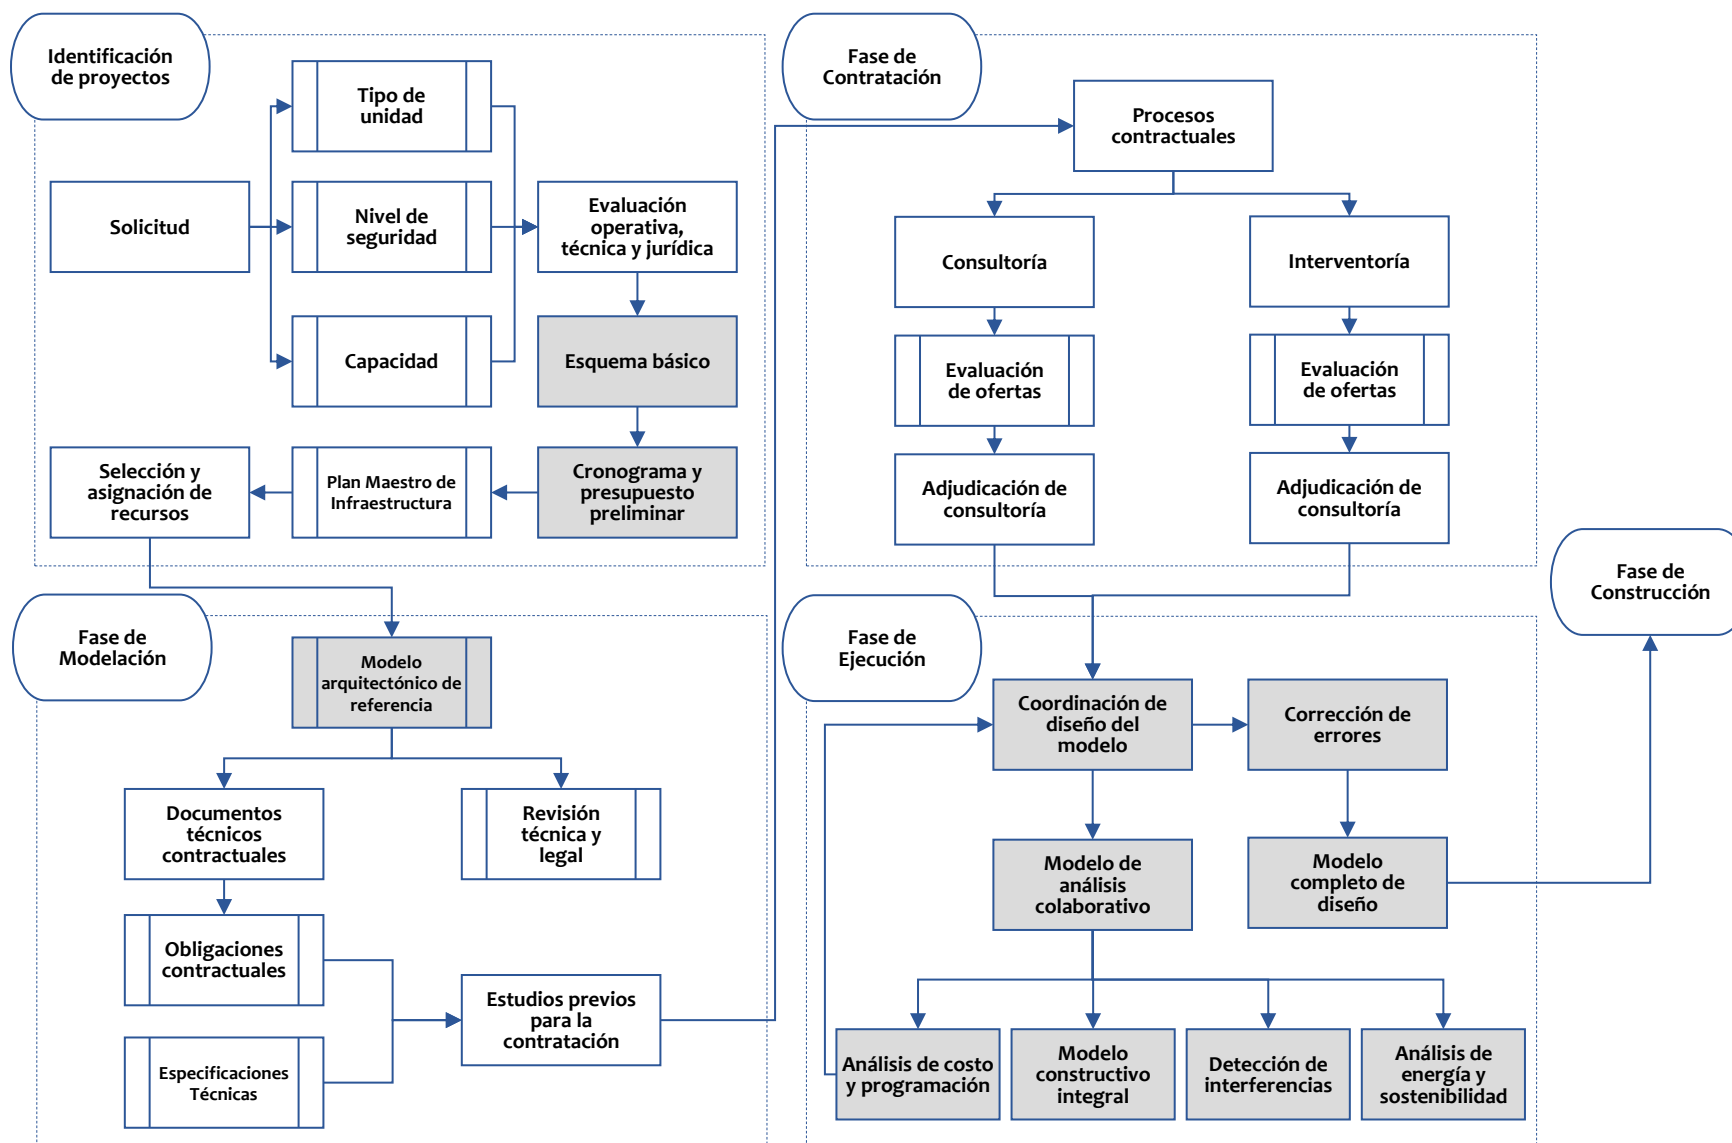 Identificación
de proyectos
Tipo de
unidad
Solicitud
Nivel de
seguridad
Evaluación
operativa,
técnica y jurídica
Capacidad
Esquema básico
Selección y
asignación de
recursos
Plan Maestro de
Infraestructura
Cronograma y
presupuesto
preliminar
Fase de
Modelación
Modelo
arquitectónico de
referencia
Documentos
técnicos
contractuales
Revisión
técnica y
legal
Obligaciones
contractuales
Estudios previos
para la
contratación
Especificaciones
Técnicas
Fase de
Contratación
Procesos
contractuales
Consultoría
Interventoría
Evaluación
de ofertas
Evaluación
de ofertas
Adjudicación de
consultoría
Adjudicación de
consultoría
Fase de
Construcción
Fase de
Ejecución
Coordinación de
diseño del
modelo
Corrección de
errores
Modelo de
análisis
colaborativo
Modelo
completo de
diseño
Análisis de costo
y programación
Modelo
constructivo
integral
Detección de
interferencias
Análisis de
energía y
sostenibilidad